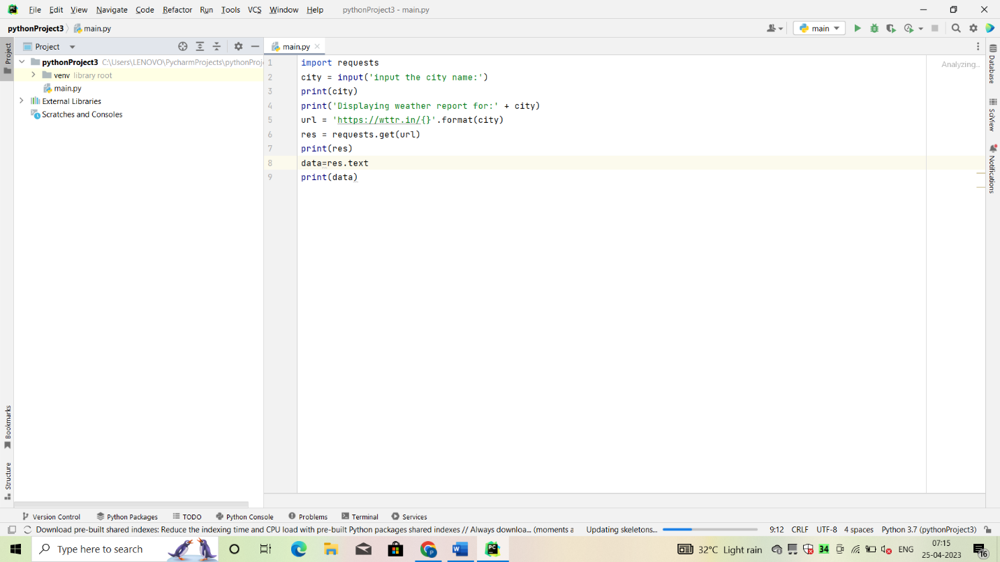 File Edit View Navigate Code Refactor Run Tools VCS Window Help pythonProject3 - main.py
pythonProject3 main.py
main
Project
main.py
pythonProject3 C:\Users\LENOVO\PycharmProjects\pythonProj
venv library root
main.py
External Libraries
Scratches and Consoles
1 import requests
2 city = input('input the city name:')
3 print(city)
4 print('Displaying weather report for:' + city)
5 url = 'https://wttr.in/{}'.format(city)
6 res = requests.get(url)
7 print(res)
8 data=res.text
9 print(data)
Analyzing...
Project
Bookmarks
Structure
Database
SciView
Notifications
Version Control Python Packages TODO Python Console Problems Terminal Services
Download pre-built shared indexes: Reduce the indexing time and CPU load with pre-built Python packages shared indexes // Always downloa... (moments a Updating skeletons... 9:12 CRLF UTF-8 4 spaces Python 3.7 (pythonProject3)
Type here to search
32°C Light rain
34
ENG
07:15
25-04-2023
16